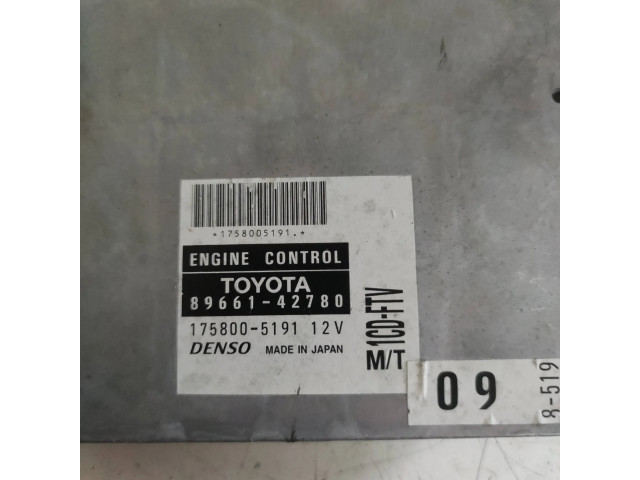 *1758005191.*
ENGINE CONTROL
TOYOTA
89661-42780
175800-5191 12V
DENSO MADE IN JAPAN
1CD-FTV
M/T
09
8-519